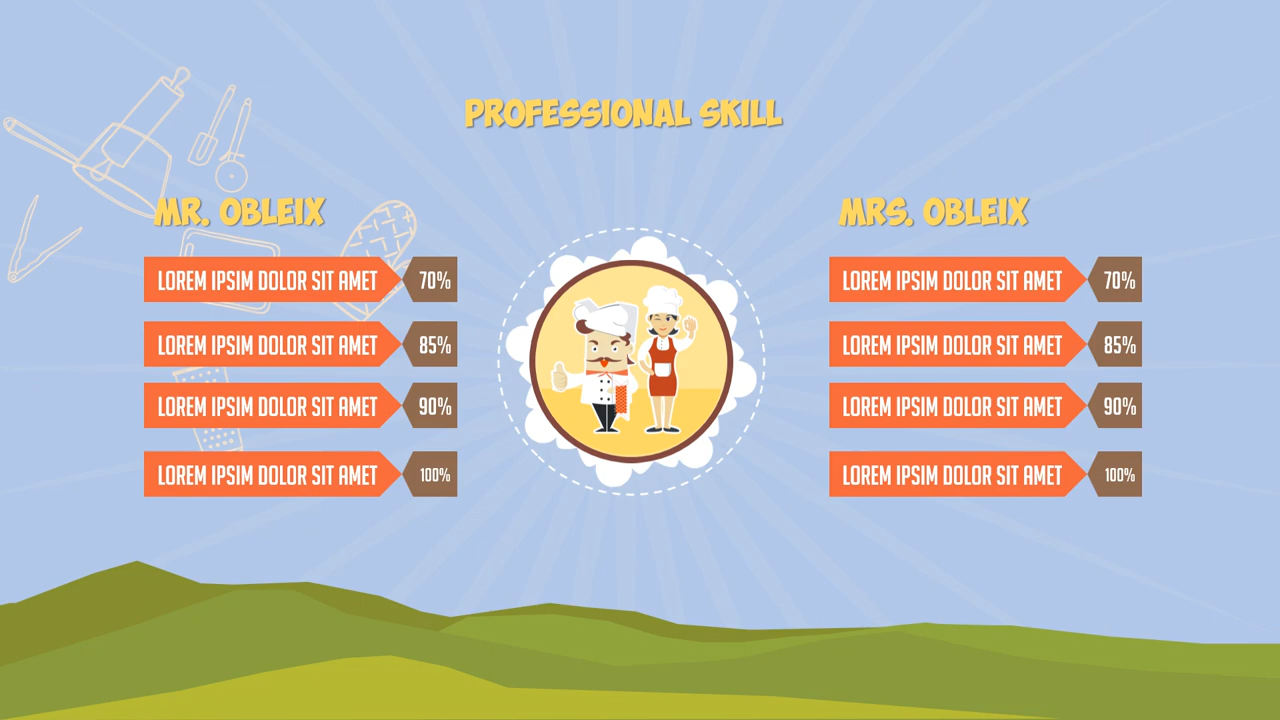 PROFESSIONAL SKILL
MR. OBLEIX
LOREM IPSIM DOLOR SIT AMET 70%
LOREM IPSIM DOLOR SIT AMET 85%
LOREM IPSIM DOLOR SIT AMET 90%
LOREM IPSIM DOLOR SIT AMET 100%
MRS. OBLEIX
LOREM IPSIM DOLOR SIT AMET 70%
LOREM IPSIM DOLOR SIT AMET 85%
LOREM IPSIM DOLOR SIT AMET 90%
LOREM IPSIM DOLOR SIT AMET 100%